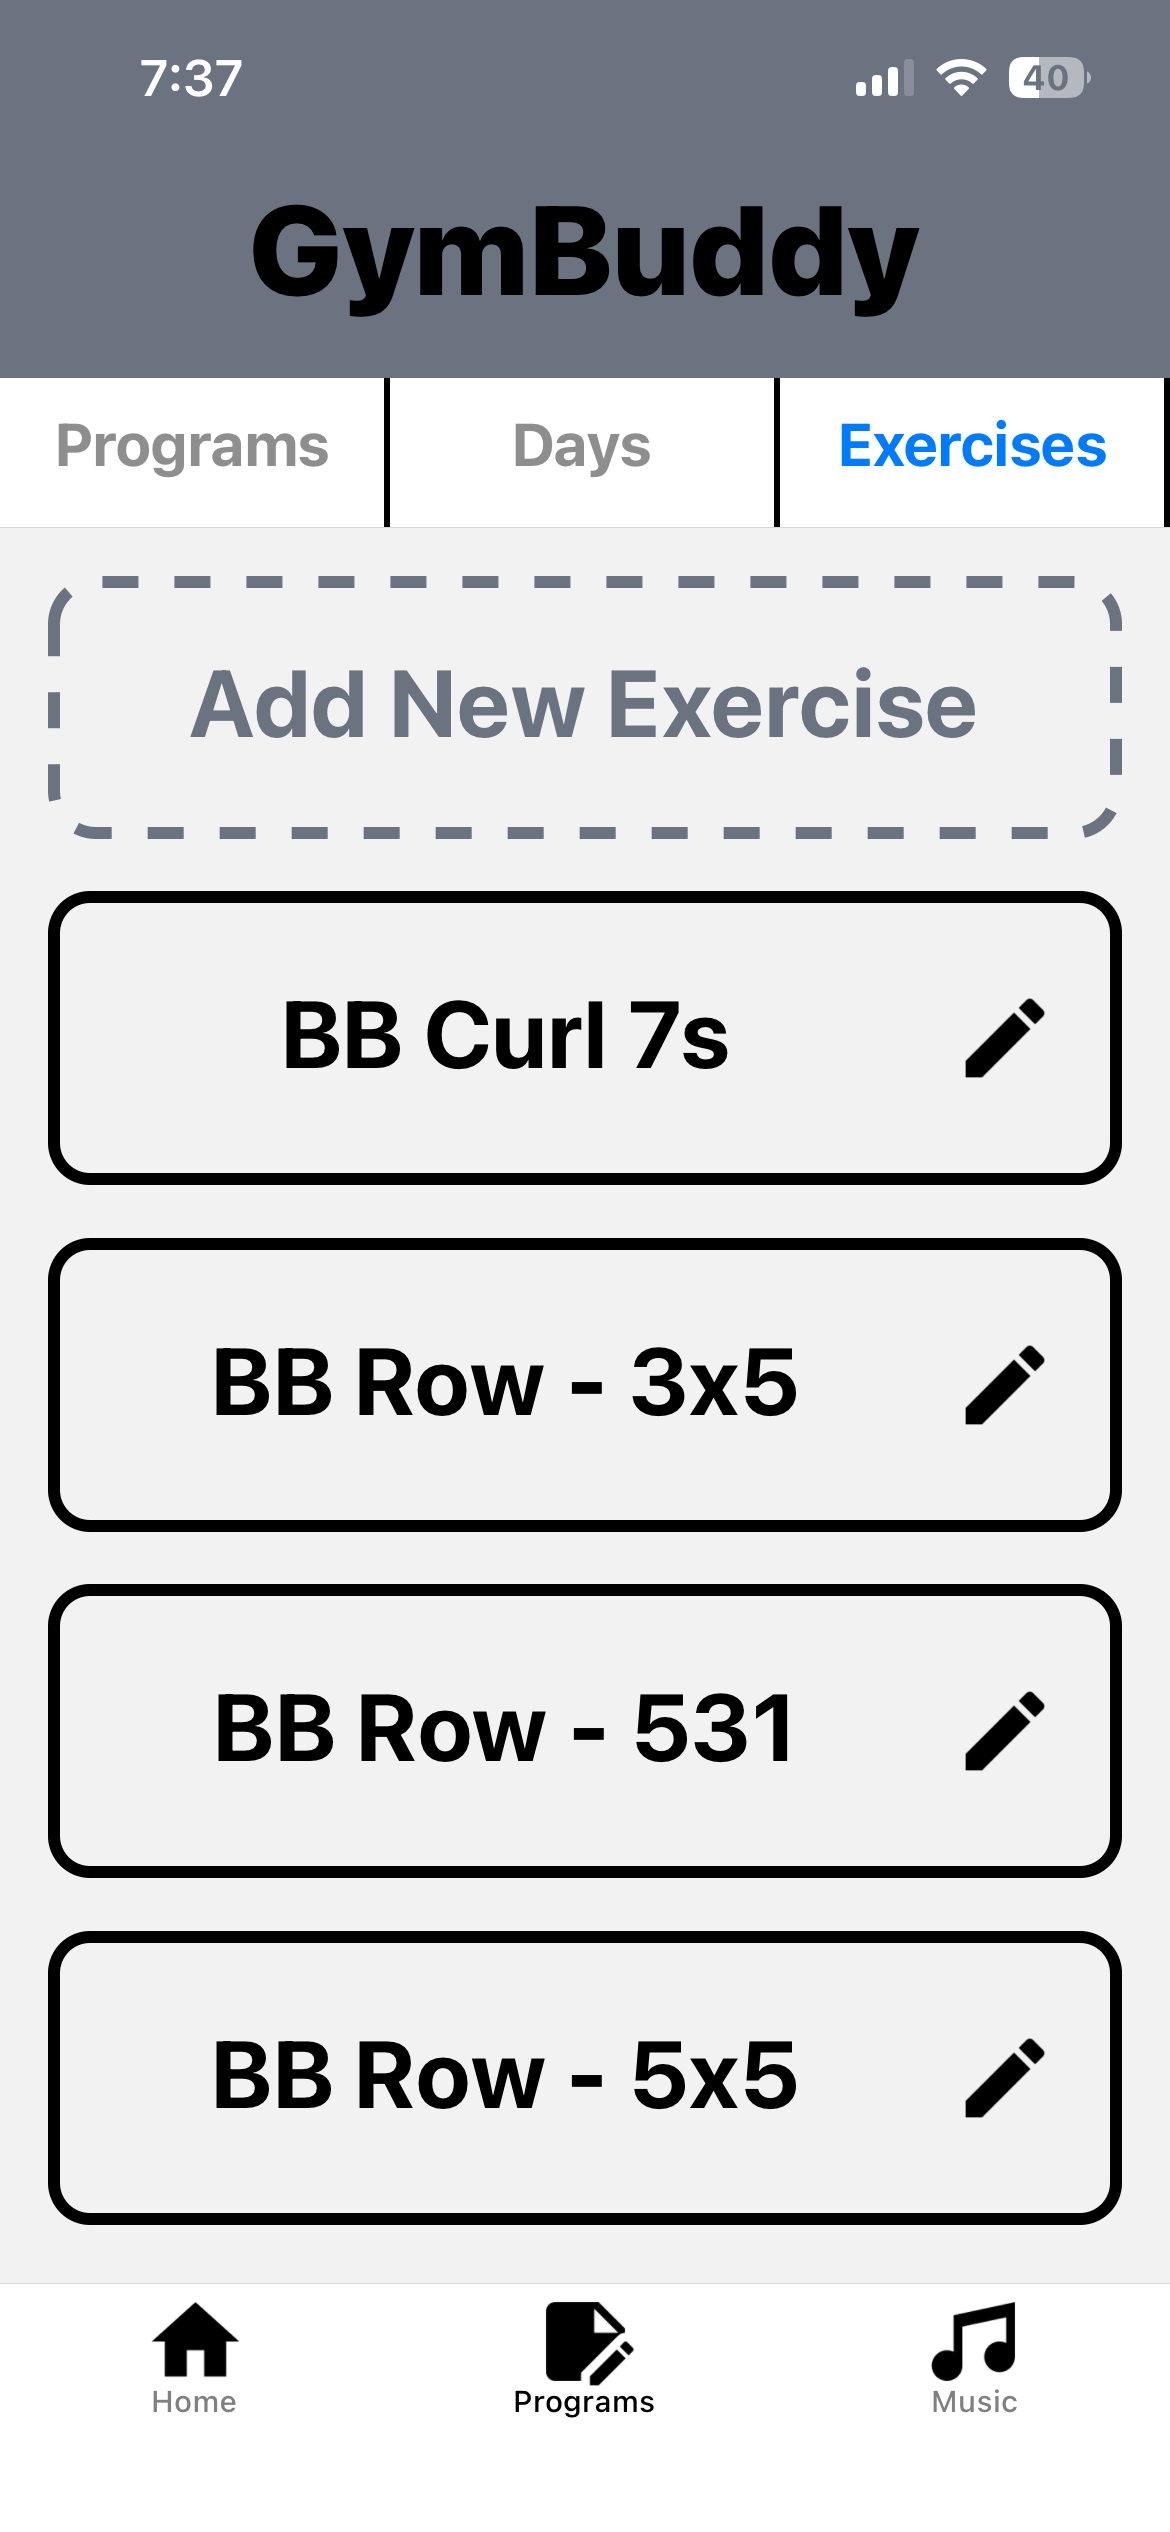 7:37
40
GymBuddy
Programs
Days
Exercises
Add New Exercise
BB Curl 7s
BB Row - 3x5
BB Row - 531
BB Row - 5x5
Home
Programs
Music